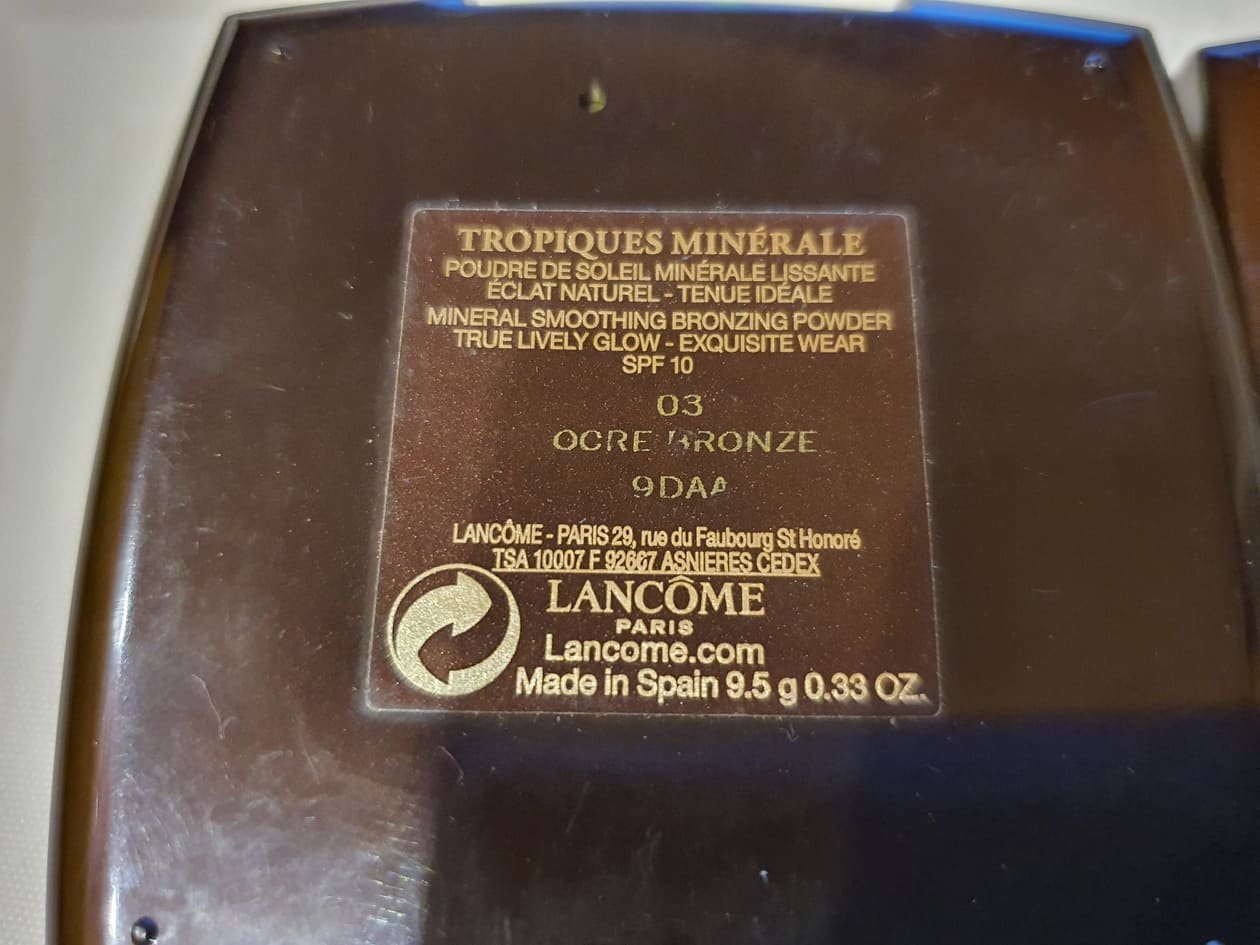 TROPIQUES MINÉRALE
POUDRE DE SOLEIL MINÉRALE LISSANTE
ÉCLAT NATUREL - TENUE IDÉALE
MINERAL SMOOTHING BRONZING POWDER
TRUE LIVELY GLOW - EXQUISITE WEAR
SPF 10
03
OCRE BRONZE
9DAA
LANCÔME - PARIS 29, rue du Faubourg St Honoré
TSA 10007 F 92667 ASNIERES CEDEX
LANCÔME
PARIS
Lancome.com
Made in Spain 9.5 g 0.33 OZ.